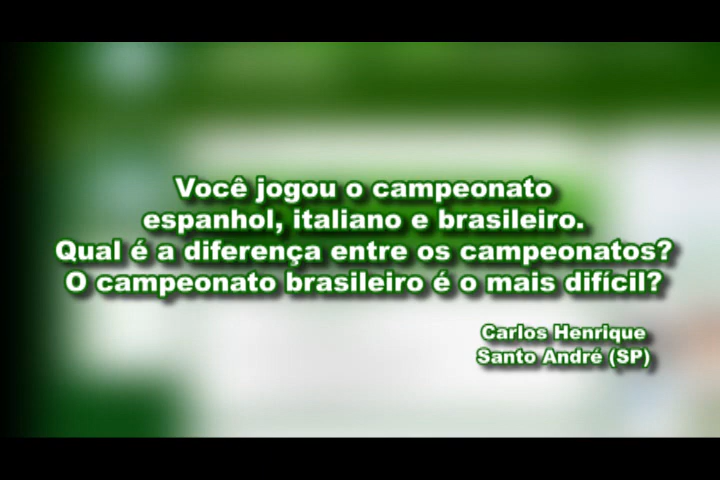 Você jogou o campeonato
espanhol, italiano e brasileiro.
Qual é a diferença entre os campeonatos?
O campeonato brasileiro é o mais difícil?
Carlos Henrique
Santo André (SP)